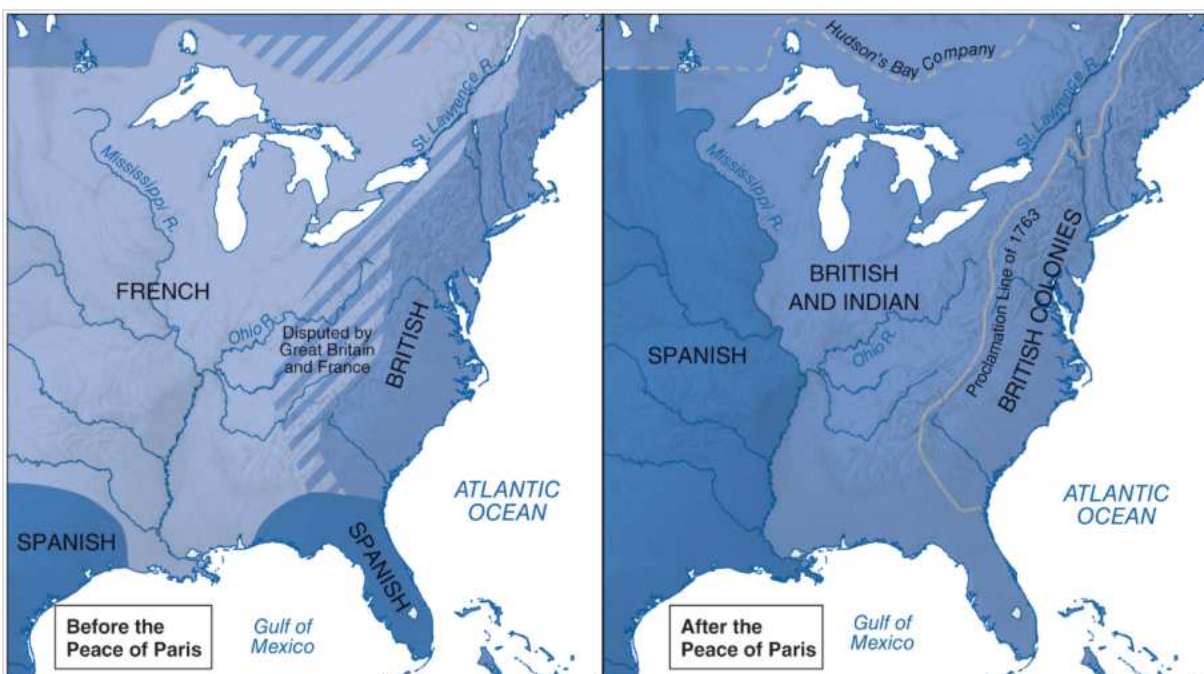 St. Lawrence R.
Mississippi R.
FRENCH
Ohio R.
Disputed by
Great Britain
and France
BRITISH
ATLANTIC
OCEAN
SPANISH
SPANISH
Gulf of
Mexico
Before the
Peace of Paris
Hudson's Bay Company
St. Lawrence R.
Mississippi R.
Proclamation Line of 1763
BRITISH COLONIES
BRITISH
AND INDIAN
Ohio R.
SPANISH
ATLANTIC
OCEAN
Gulf of
Mexico
After the
Peace of Paris